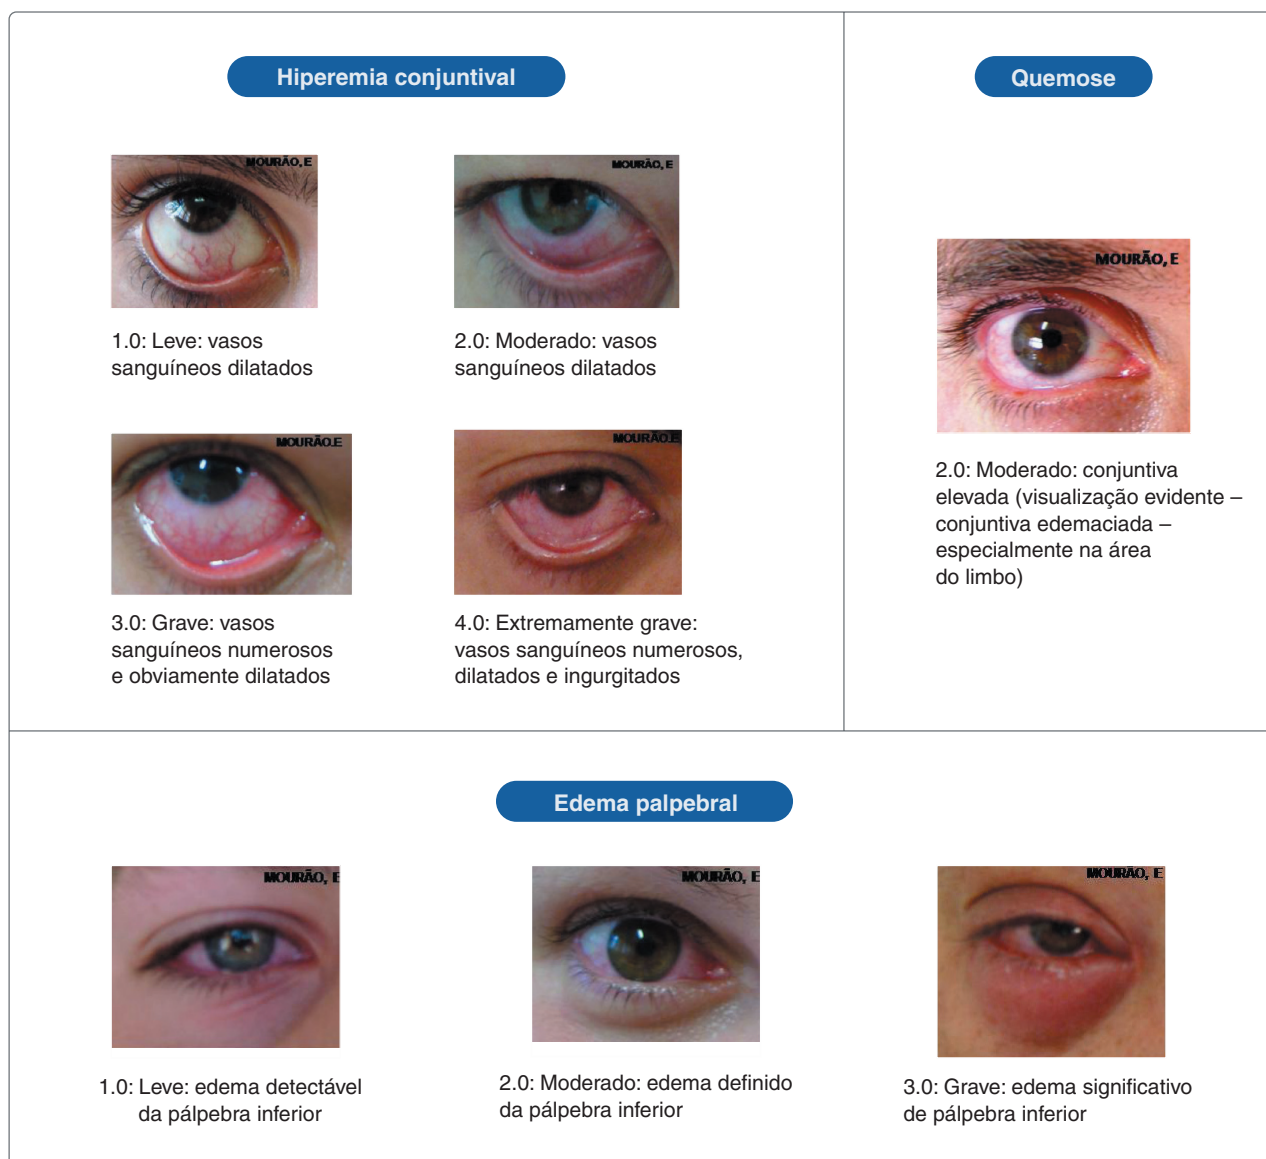 Hiperemia conjuntival
MOURÃO, E
MOURÃO, E
1.0: Leve: vasos
sanguíneos dilatados
2.0: Moderado: vasos
sanguíneos dilatados
MOURÃO.E
MOURÃO.E
3.0: Grave: vasos
sanguíneos numerosos
e obviamente dilatados
4.0: Extremamente grave:
vasos sanguíneos numerosos,
dilatados e ingurgitados
Quemose
MOURÃO, E
2.0: Moderado: conjuntiva
elevada (visualização evidente –
conjuntiva edemaciada –
especialmente na área
do limbo)
Edema palpebral
MOURÃO, E
MOURÃO, E
MOURÃO, E
1.0: Leve: edema detectável
da pálpebra inferior
2.0: Moderado: edema definido
da pálpebra inferior
3.0: Grave: edema significativo
de pálpebra inferior